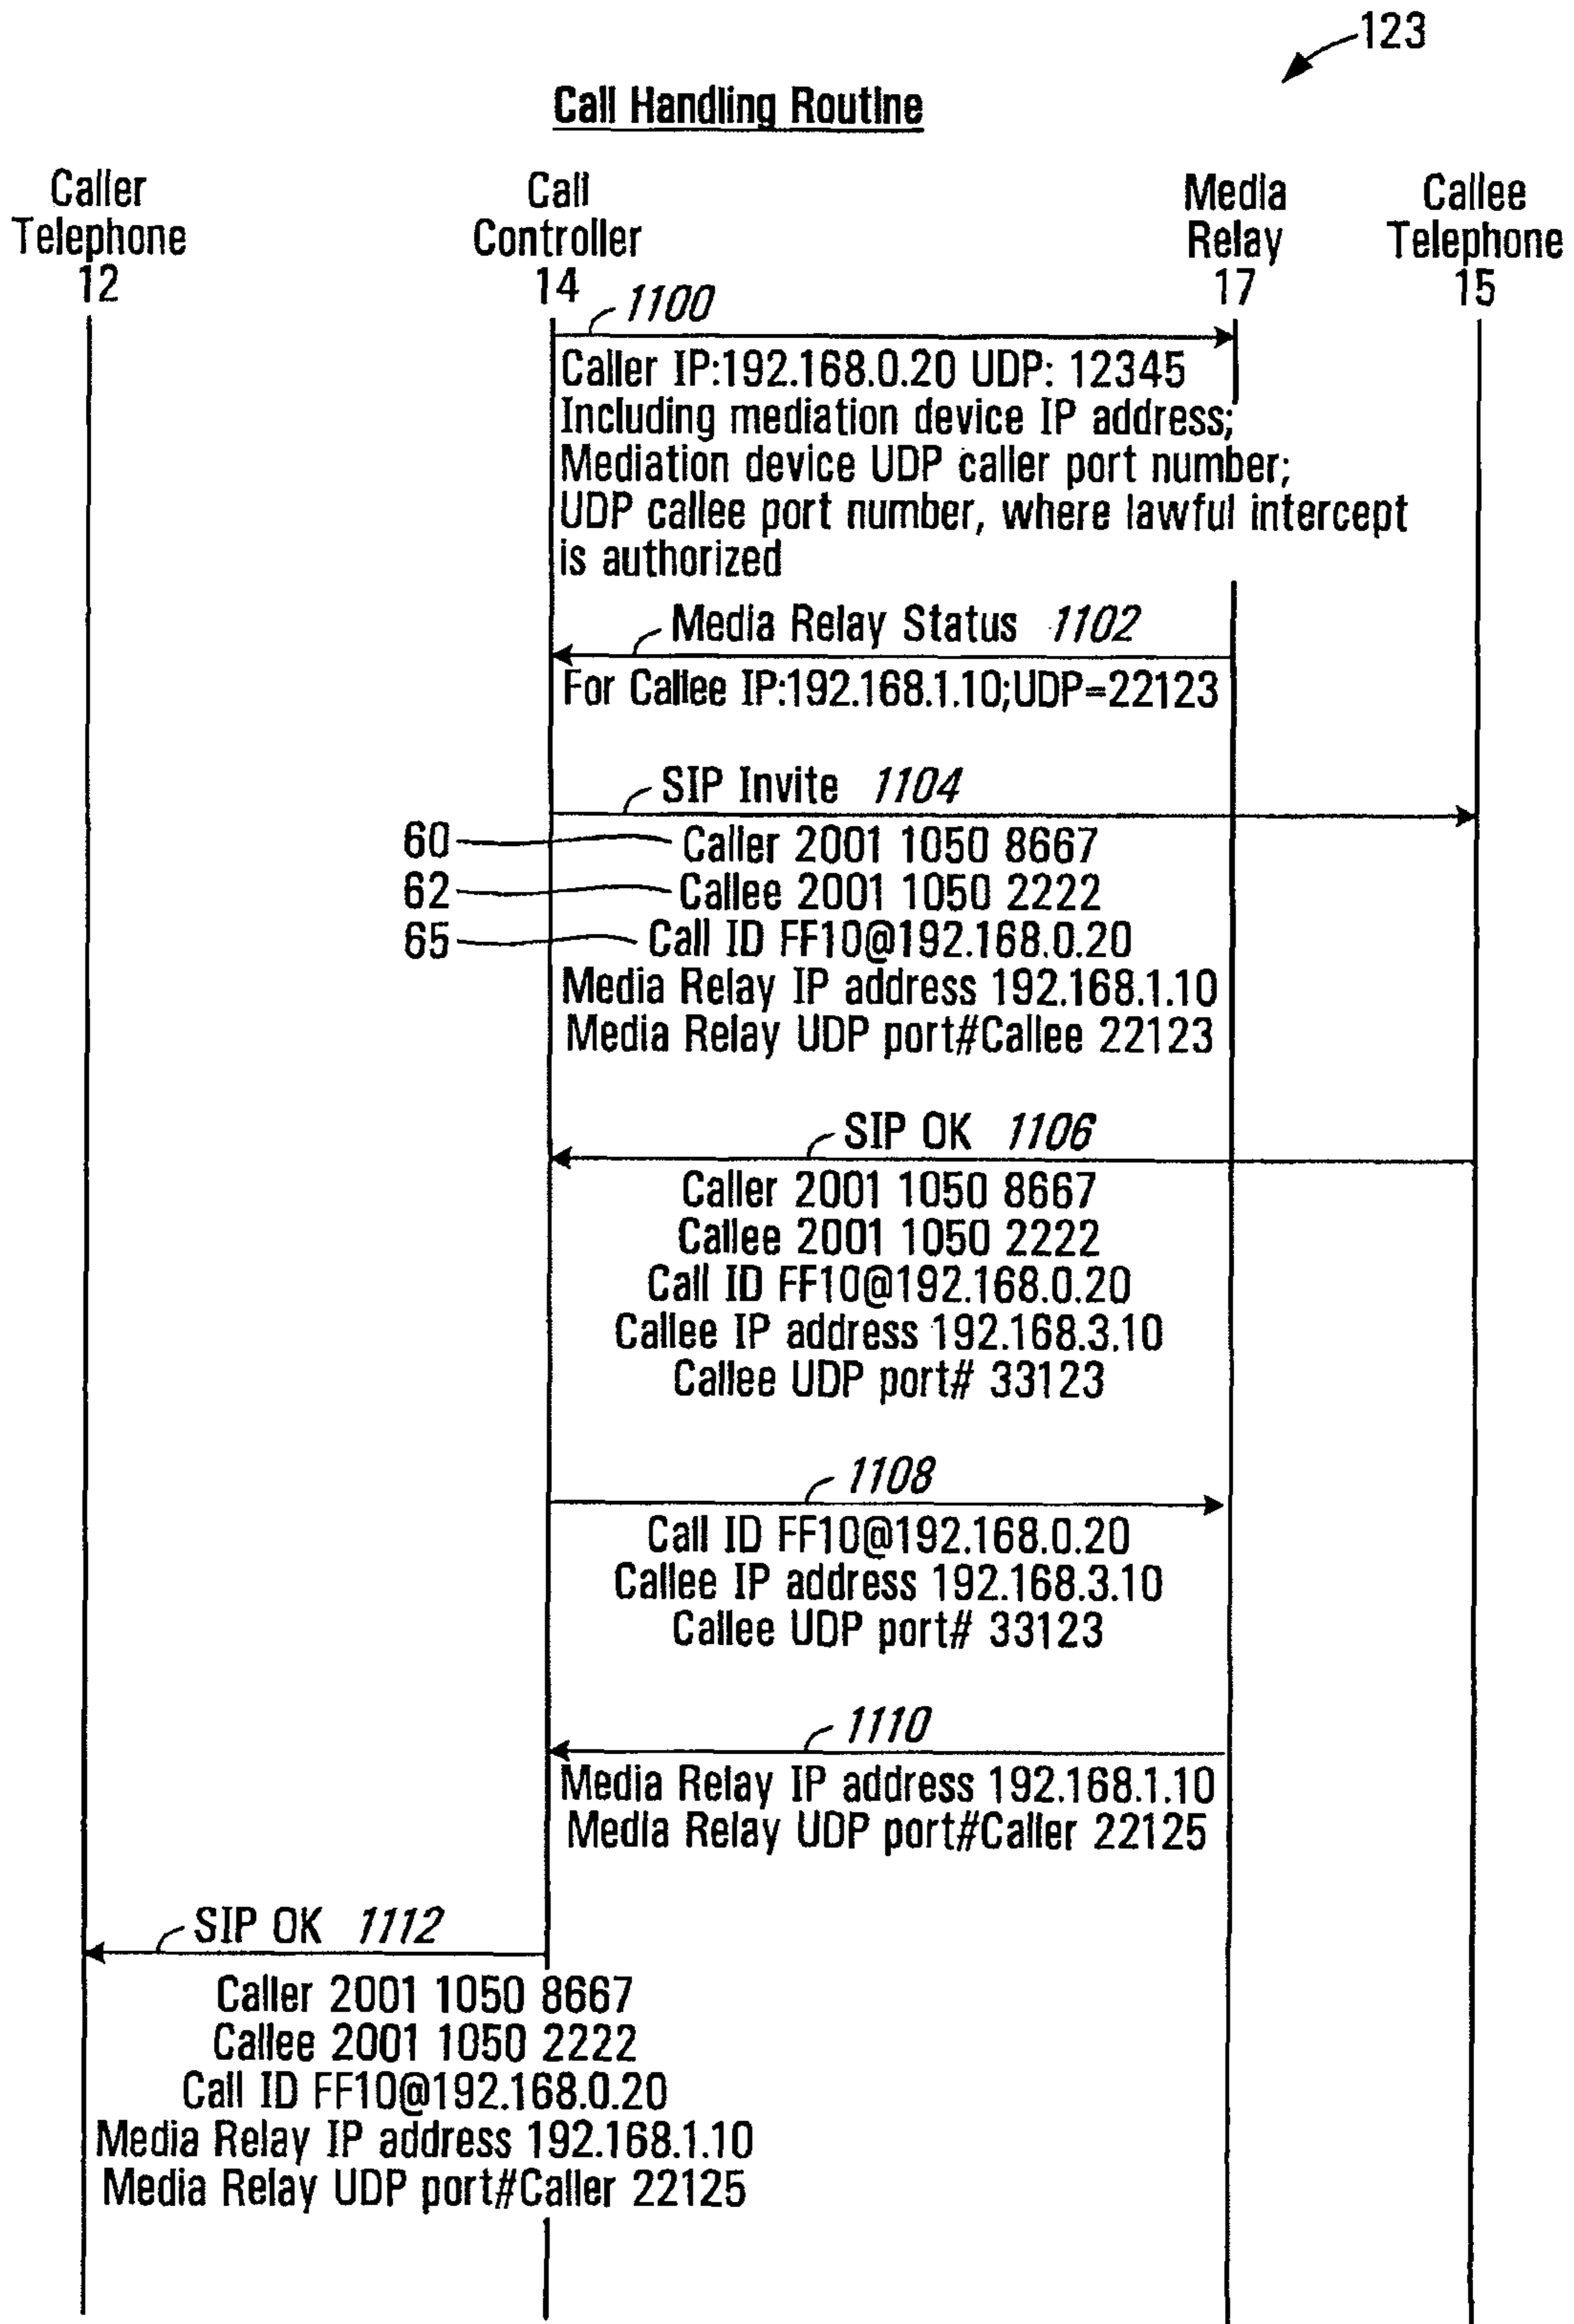 123
Call Handling Routine
Caller Telephone 12
Call Controller 14
Media Relay 17
Callee Telephone 15
1100
Caller IP:192.168.0.20 UDP: 12345
Including mediation device IP address;
Mediation device UDP caller port number;
UDP callee port number, where lawful intercept
is authorized
Media Relay Status 1102
For Callee IP:192.168.1.10;UDP=22123
SIP Invite 1104
60 Caller 2001 1050 8667
62 Callee 2001 1050 2222
65 Call ID FF10@192.168.0.20
Media Relay IP address 192.168.1.10
Media Relay UDP port#Callee 22123
SIP OK 1106
Caller 2001 1050 8667
Callee 2001 1050 2222
Call ID FF10@192.168.0.20
Callee IP address 192.168.3.10
Callee UDP port# 33123
1108
Call ID FF10@192.168.0.20
Callee IP address 192.168.3.10
Callee UDP port# 33123
1110
Media Relay IP address 192.168.1.10
Media Relay UDP port#Caller 22125
SIP OK 1112
Caller 2001 1050 8667
Callee 2001 1050 2222
Call ID FF10@192.168.0.20
Media Relay IP address 192.168.1.10
Media Relay UDP port#Caller 22125